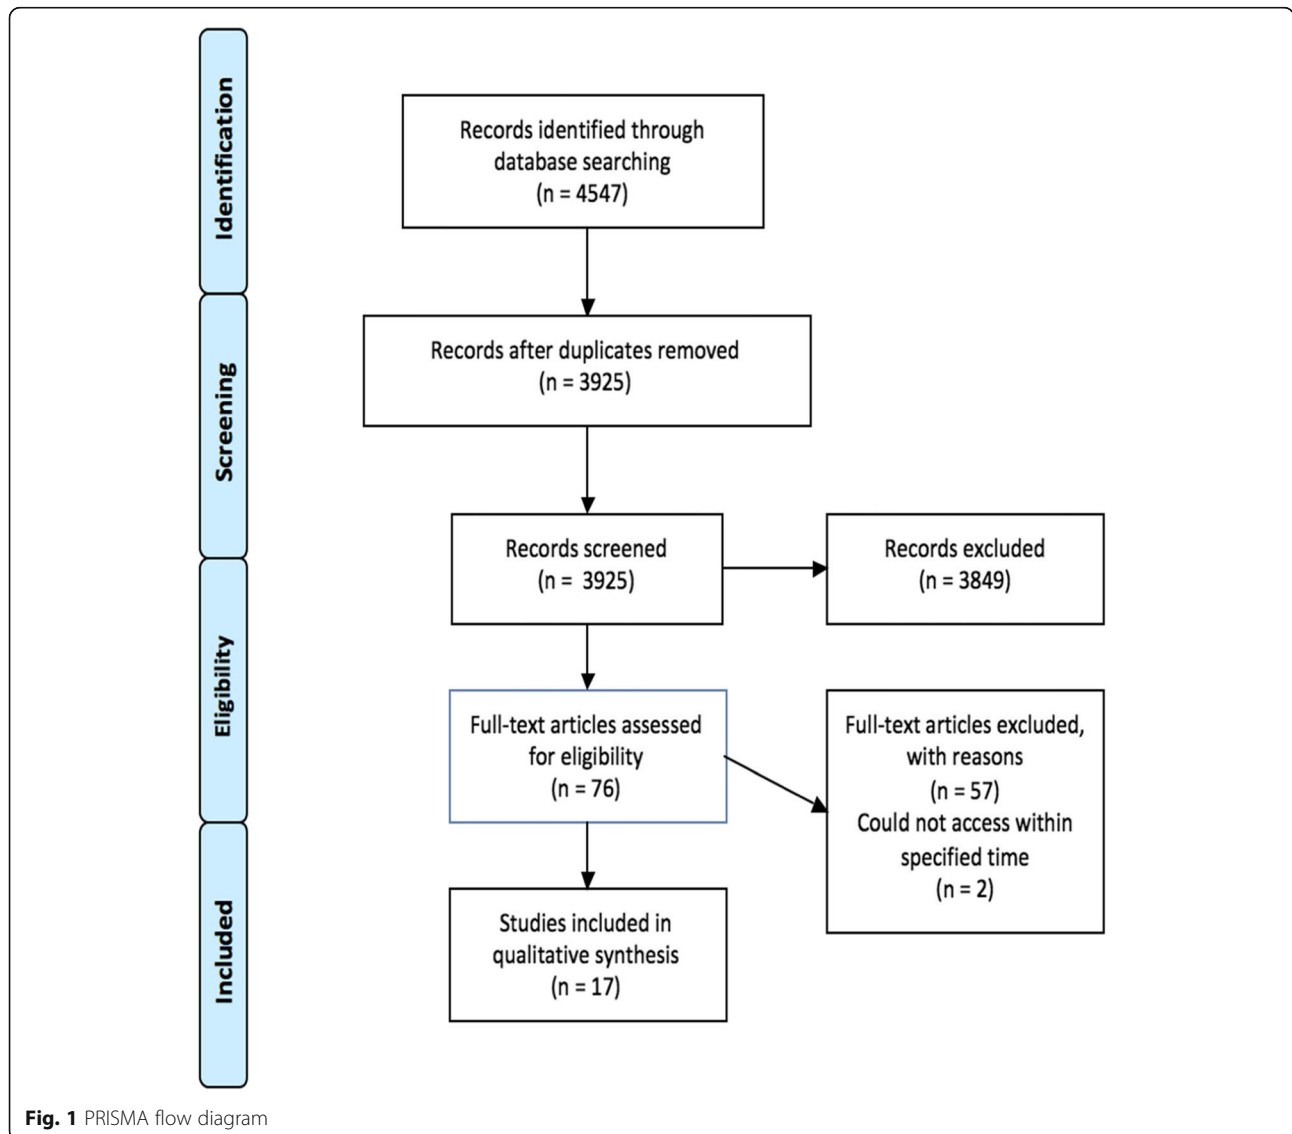 Identification
Records identified through
database searching
(n = 4547)
Screening
Records after duplicates removed
(n = 3925)
Records screened
(n = 3925)
Records excluded
(n = 3849)
Eligibility
Full-text articles assessed
for eligibility
(n = 76)
Full-text articles excluded,
with reasons
(n = 57)
Could not access within
specified time
(n = 2)
Included
Studies included in
qualitative synthesis
(n = 17)
Fig. 1 PRISMA flow diagram